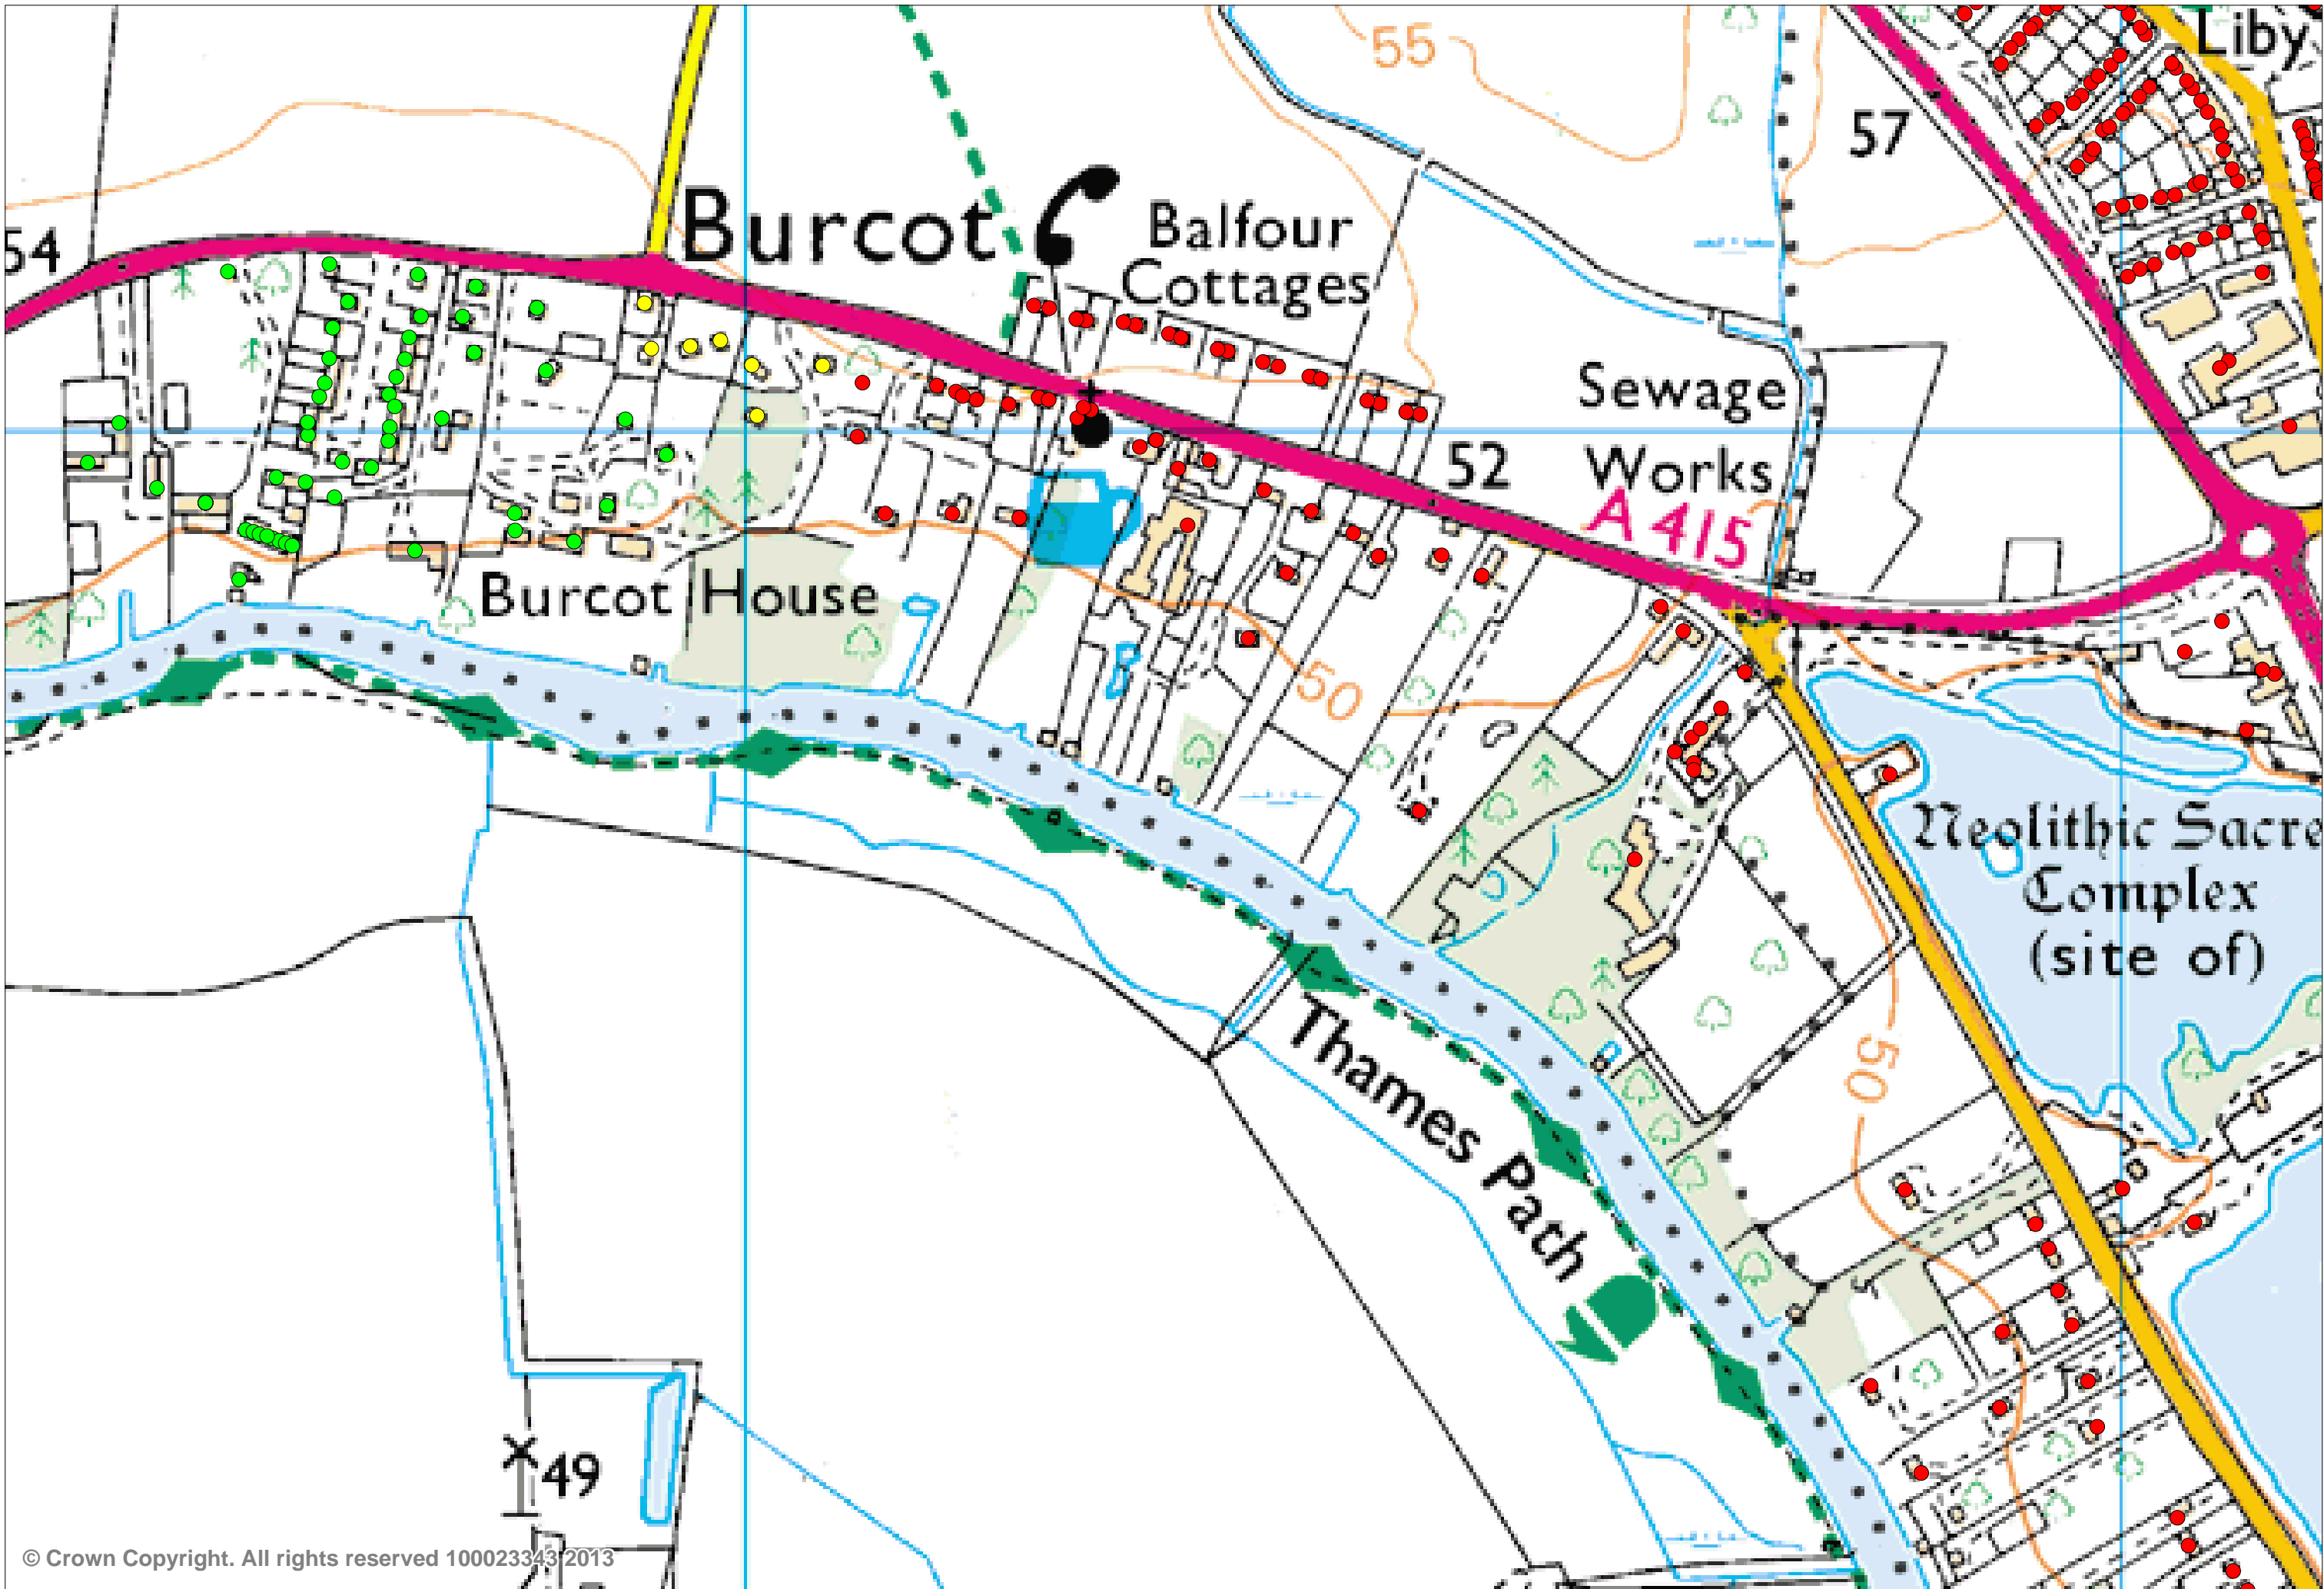 Liby
55
57
54
Burcot
Balfour
Cottages
Sewage
Works
52
A 415
Burcot House
50
Neolithic Sacre
Complex
(site of)
Thames Path
50
49
© Crown Copyright. All rights reserved 100023343 2013